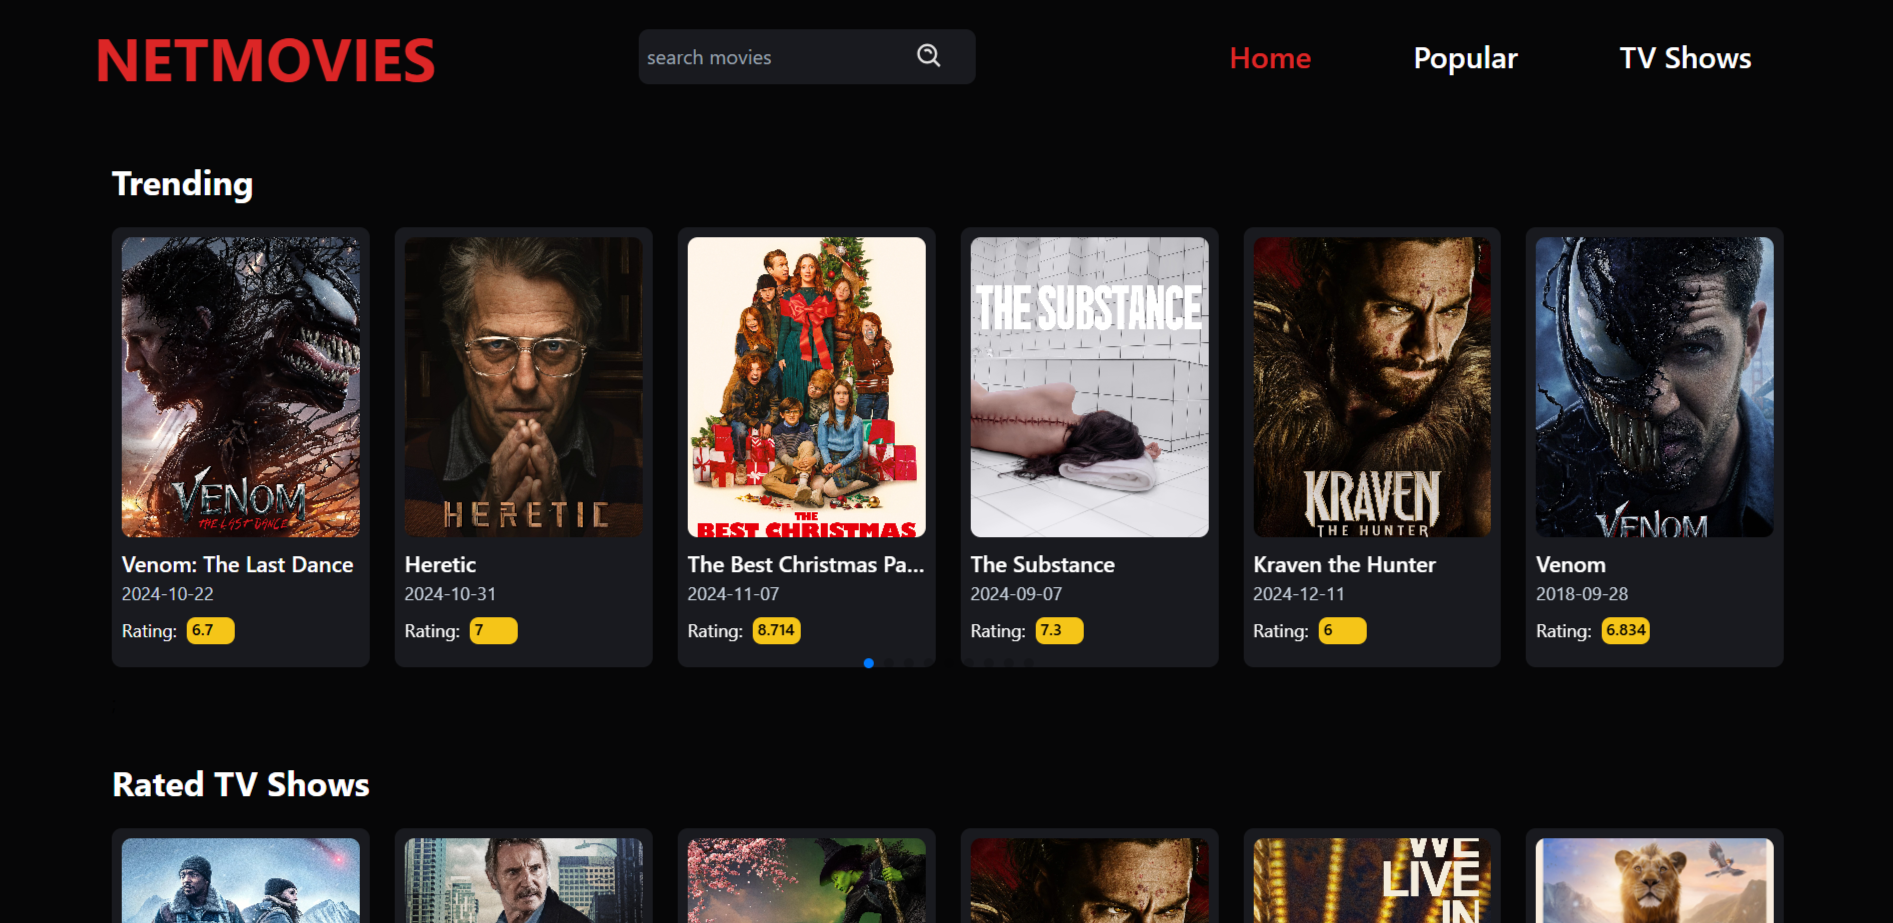 NETMOVIES
search movies
Home
Popular
TV Shows
Trending
VENOM
THE LAST DANCE
Venom: The Last Dance
2024-10-22
Rating: 6.7
HERETIC
Heretic
2024-10-31
Rating: 7
THE
BEST CHRISTMAS
The Best Christmas Pa...
2024-11-07
Rating: 8.714
THE SUBSTANCE
The Substance
2024-09-07
Rating: 7.3
KRAVEN
THE HUNTER
Kraven the Hunter
2024-12-11
Rating: 6
VENOM
Venom
2018-09-28
Rating: 6.834
Rated TV Shows
WE
LIVE
IN